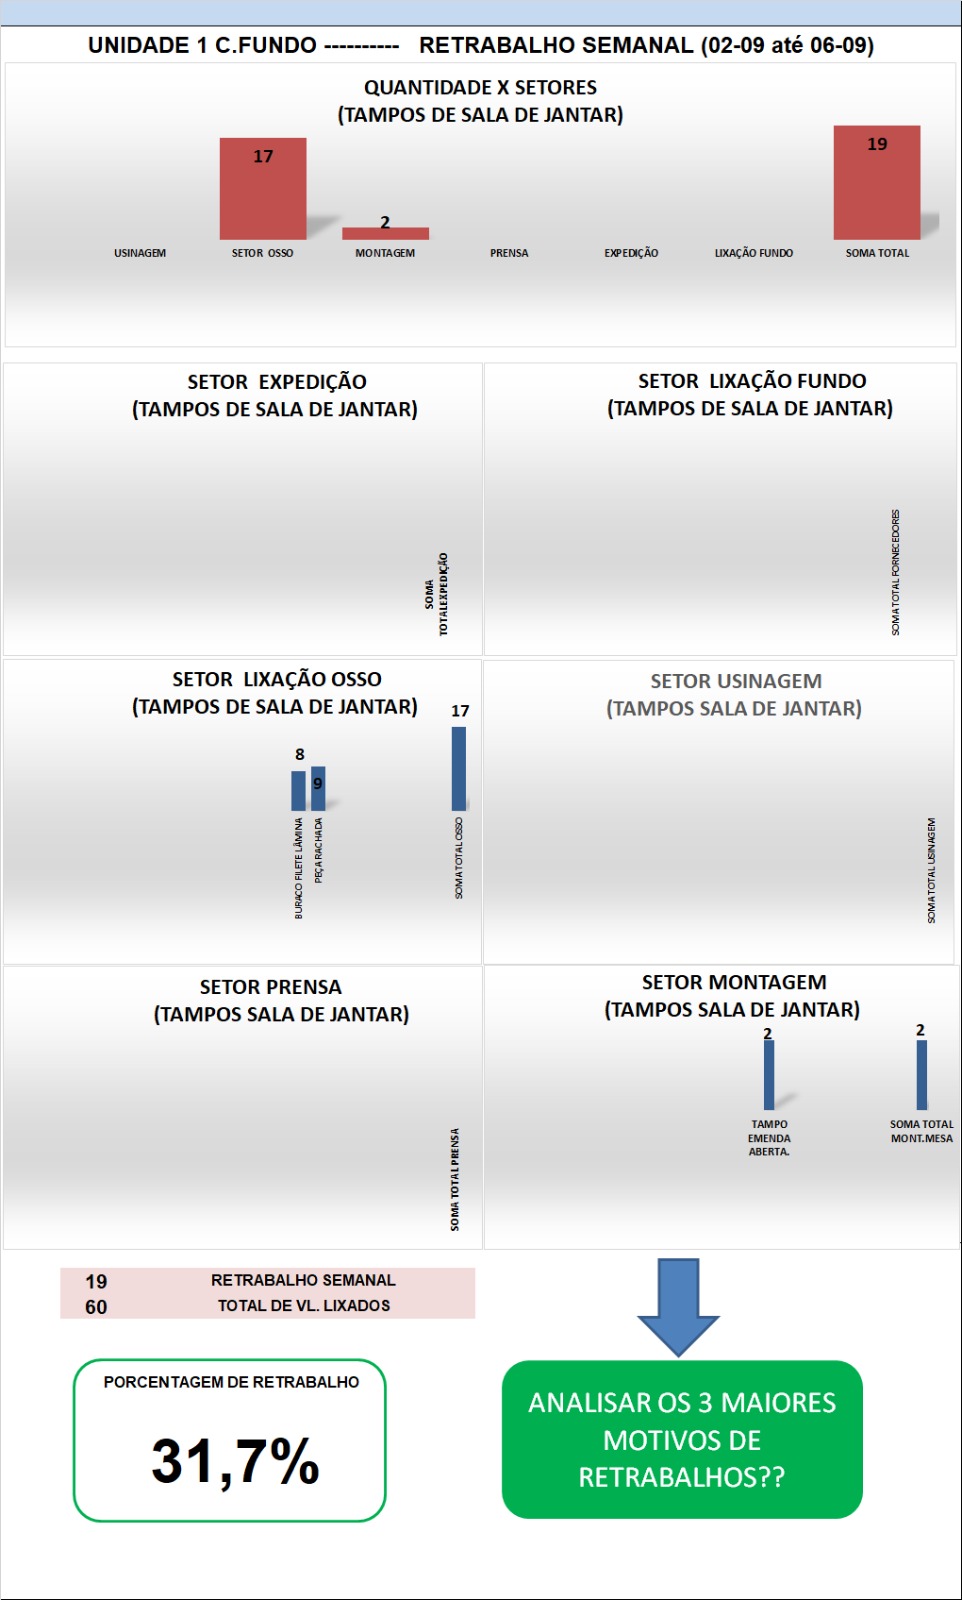 UNIDADE 1 C.FUNDO ---------- RETRABALHO SEMANAL (02-09 até 06-09)
QUANTIDADE X SETORES
(TAMPOS DE SALA DE JANTAR)
17
2
19
USINAGEM
SETOR OSSO
MONTAGEM
PRENSA
EXPEDIÇÃO
LIXAÇÃO FUNDO
SOMA TOTAL
SETOR EXPEDIÇÃO
(TAMPOS DE SALA DE JANTAR)
SOMA
TOTALEXPEDIÇÃO
SETOR LIXAÇÃO FUNDO
(TAMPOS DE SALA DE JANTAR)
SOMA TOTAL FORNECEDORES
SETOR LIXAÇÃO OSSO
(TAMPOS DE SALA DE JANTAR)
8
9
17
BURACO FILETE LÂMINA
PEÇA RACHADA
SOMA TOTAL OSSO
SETOR USINAGEM
(TAMPOS SALA DE JANTAR)
SOMA TOTAL USINAGEM
SETOR PRENSA
(TAMPOS SALA DE JANTAR)
SOMA TOTAL PRENSA
SETOR MONTAGEM
(TAMPOS SALA DE JANTAR)
2
2
TAMPO
EMENDA
ABERTA.
SOMA TOTAL
MONT.MESA
19 RETRABALHO SEMANAL
60 TOTAL DE VL. LIXADOS
PORCENTAGEM DE RETRABALHO
31,7%
ANALISAR OS 3 MAIORES
MOTIVOS DE
RETRABALHOS??